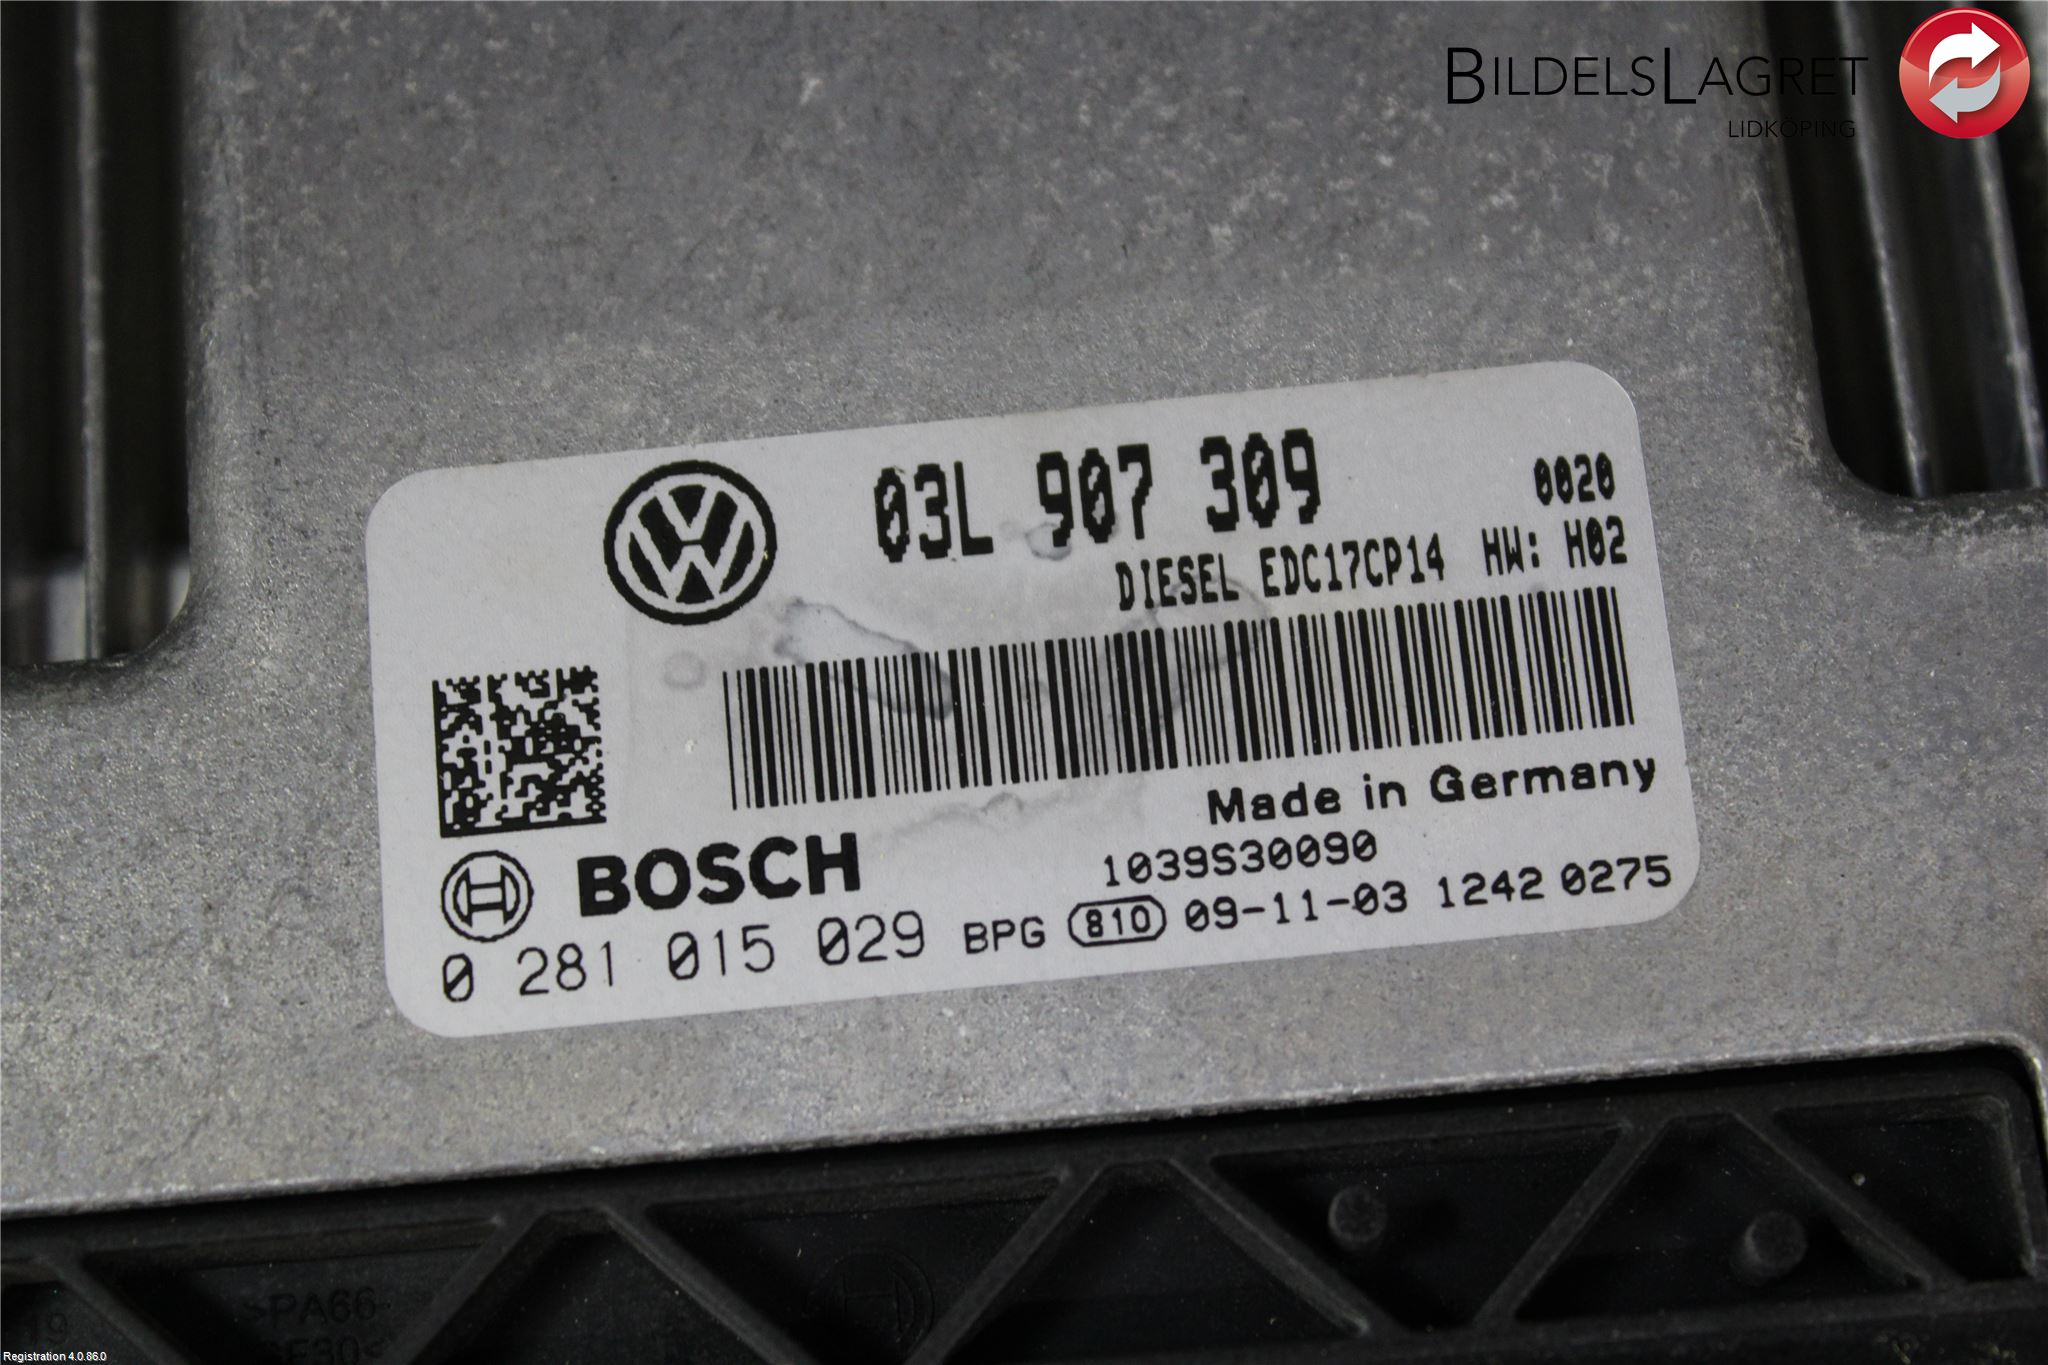 BILDELSLAGRET
LIDKÖPING
03L 907 309
0020
DIESEL EDC17CP14 HW: H02
Made in Germany
BOSCH
1039S30090
0 281 015 029 BPG 810 09-11-03 1242 0275
>PA66-
Registration 4.0.86.0